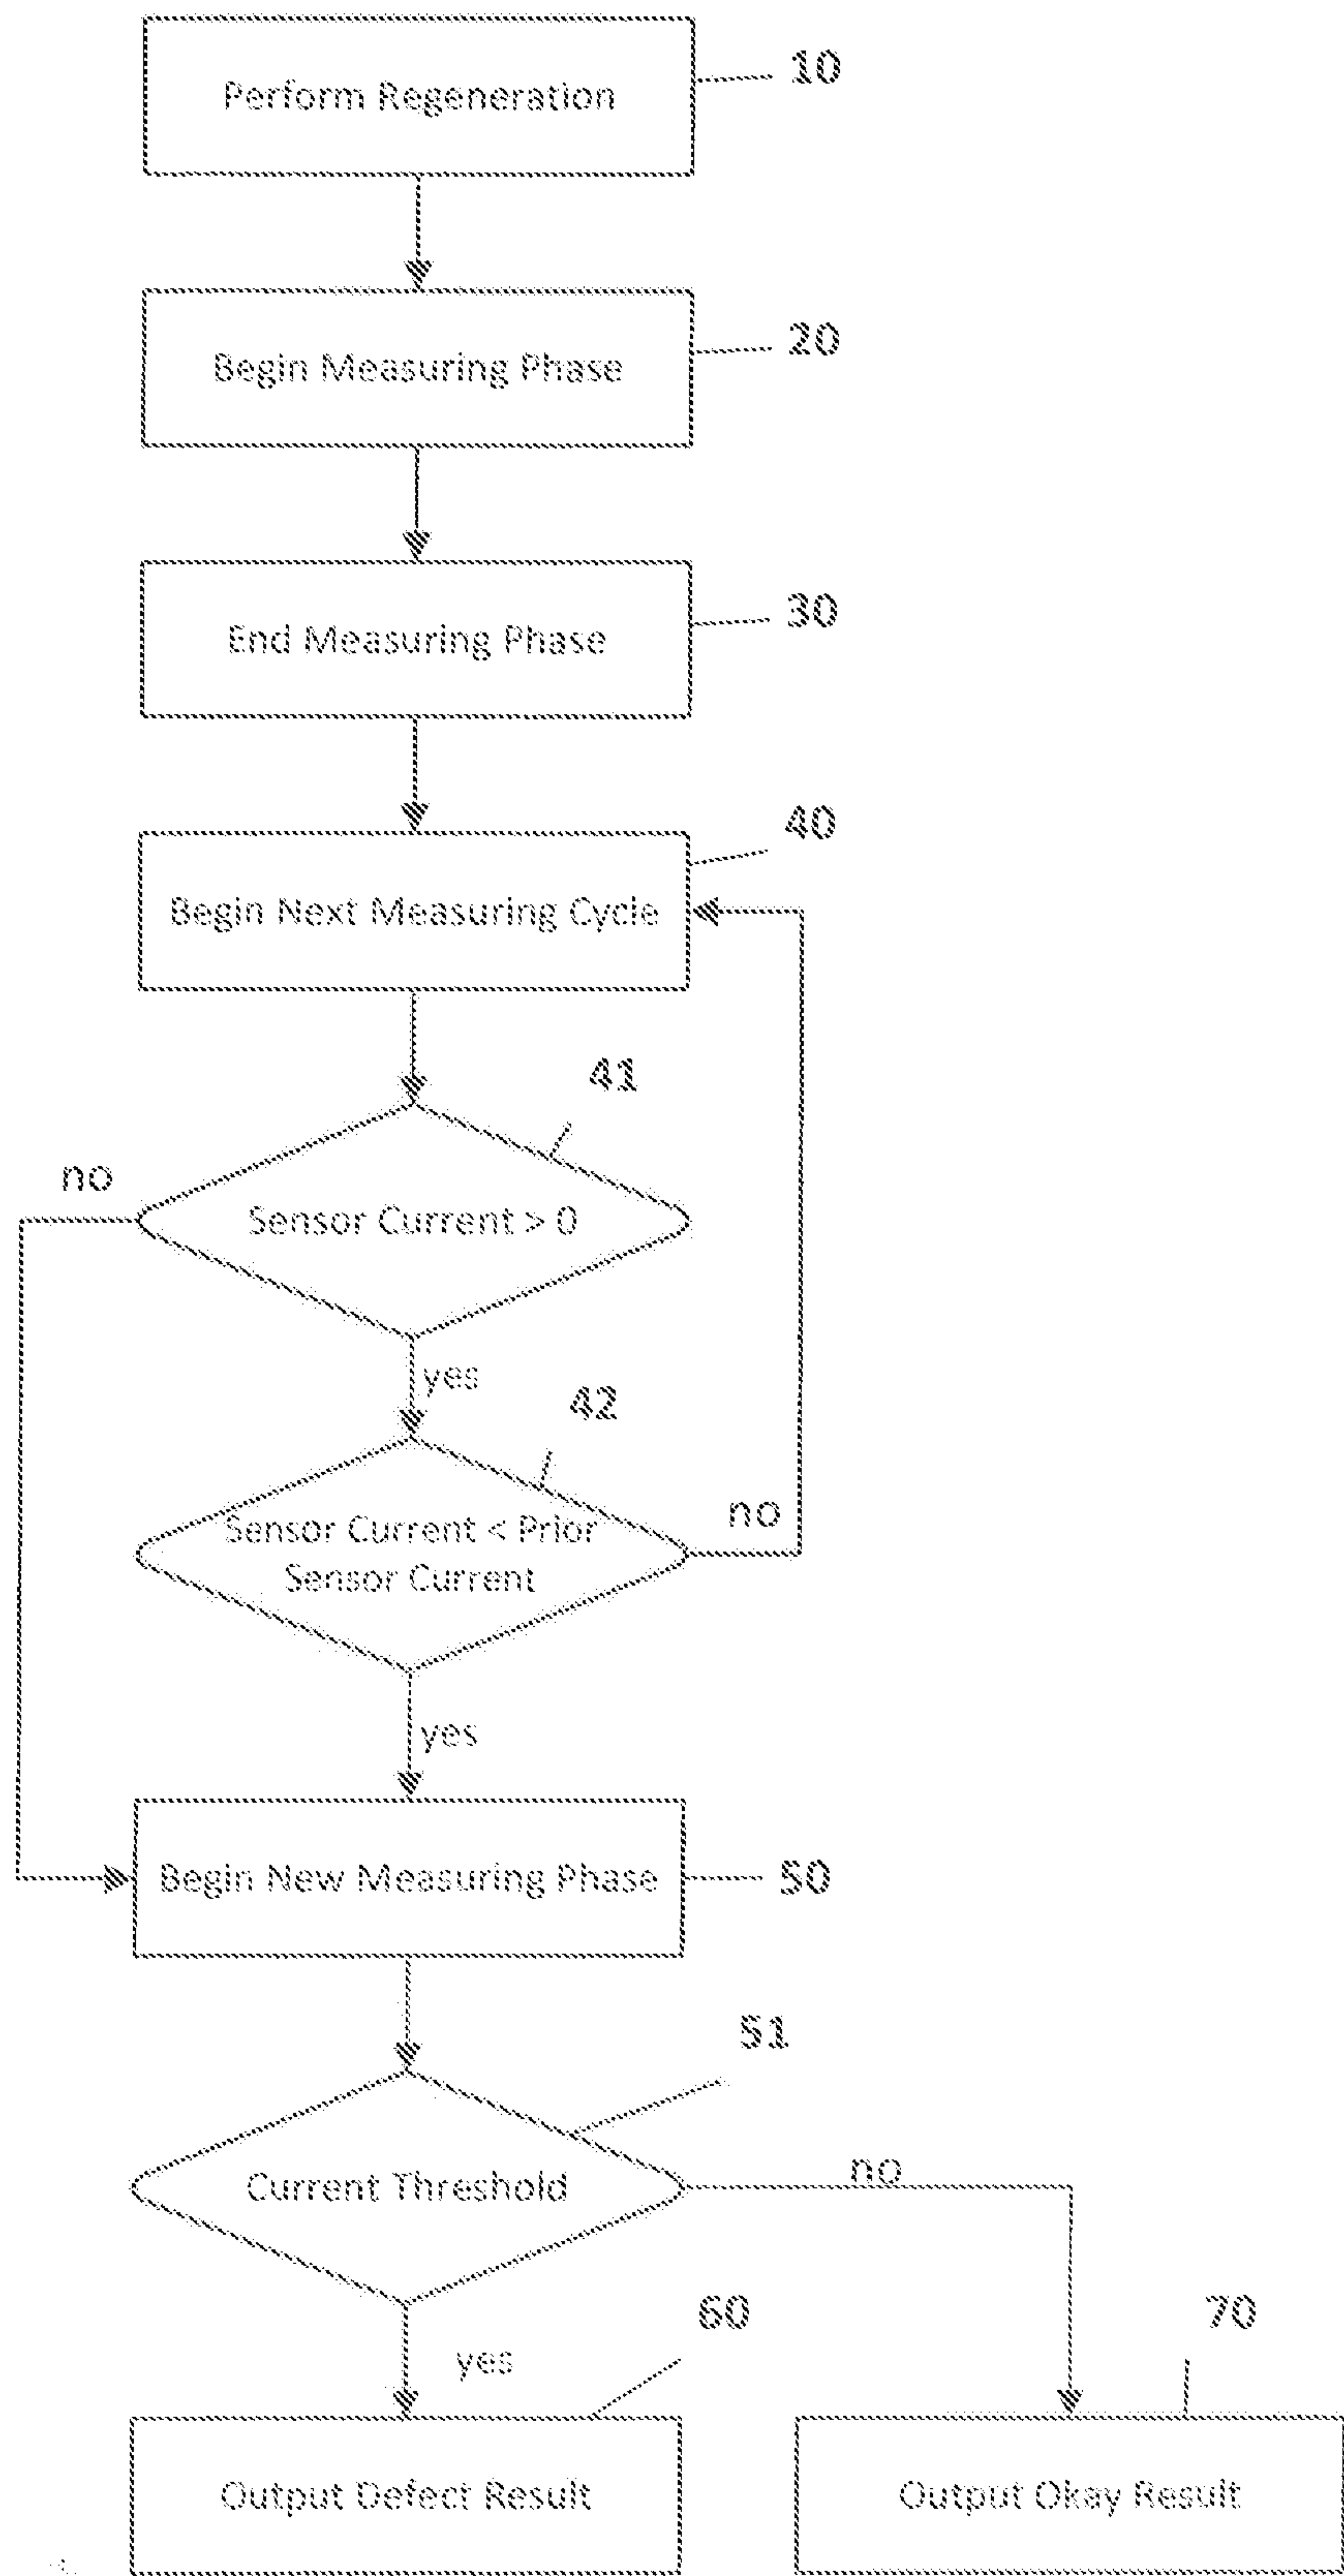 Perform Regeneration
10
Begin Measuring Phase
20
End Measuring Phase
30
40
Begin Next Measuring Cycle
41
no
Sensor Current > 0
yes
42
Sensor Current < Prior
Sensor Current
no
yes
Begin New Measuring Phase
50
51
Current Threshold
no
60
70
yes
Output Defect Result
Output Okay Result